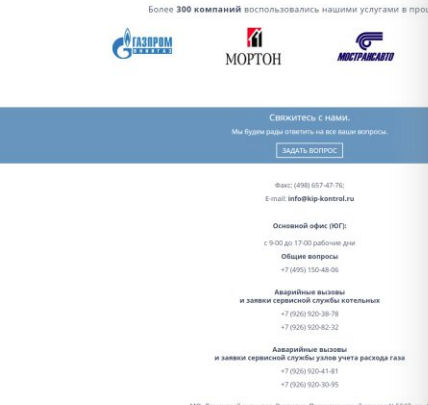 Более 300 компаний воспользовались нашими услугами в
ГАЗПРОМ
МОРТОН
МОСТРАНСАВТО
Свяжитесь с нами.
Мы будем рады ответить на все ваши вопросы.
ЗАДАТЬ ВОПРОС
Факс: (498) 657-47-76;
E-mail: info@kip-kontrol.ru
Основной офис (ЮГ):
с 9-00 до 17-00 рабочие дни
Общие вопросы
+7 (495) 150-48-06
Аварийные вызовы
и заявки сервисной службы котельных
+7 (926) 920-38-78
+7 (926) 920-82-32
Ааварийные вызовы
и заявки сервисной службы узлов учета расхода газа
+7 (926) 920-41-81
+7 (926) 920-30-95